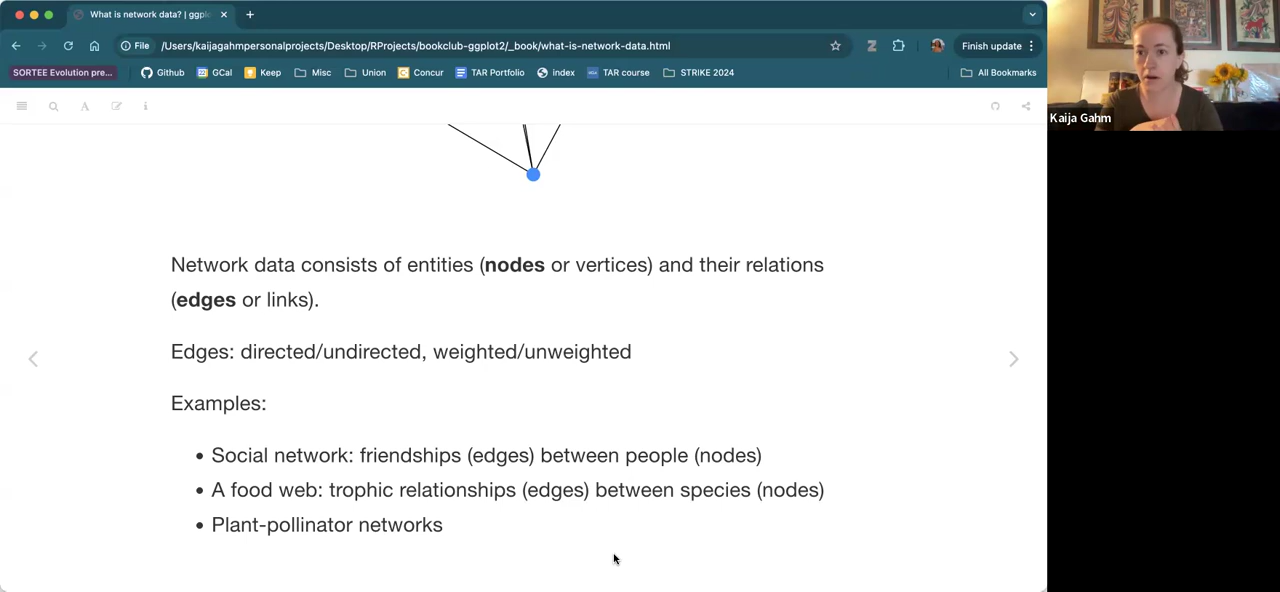 What is network data? | ggplo
File /Users/kaijagahmpersonalprojects/Desktop/RProjects/bookclub-ggplot2/_book/what-is-network-data.html Finish update
SORTEE Evolution pre... Github GCal Keep Misc Union Concur TAR Portfolio index TAR course STRIKE 2024 All Bookmarks
Kaija Gahm
Network data consists of entities (nodes or vertices) and their relations
(edges or links).
Edges: directed/undirected, weighted/unweighted
Examples:
• Social network: friendships (edges) between people (nodes)
• A food web: trophic relationships (edges) between species (nodes)
• Plant-pollinator networks